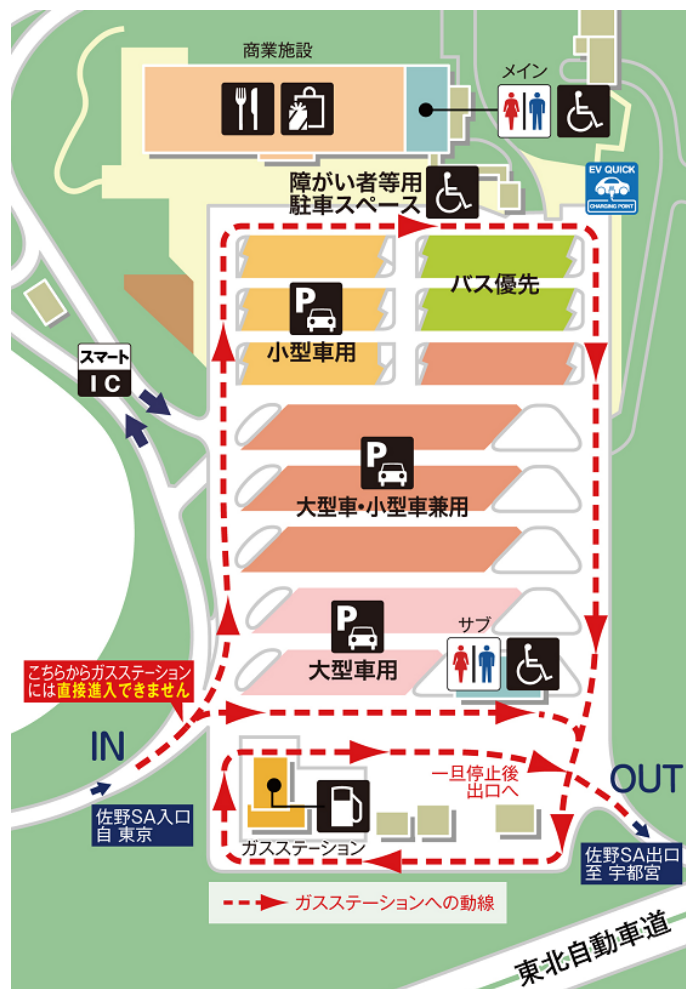 商業施設
メイン
障がい者等用
駐車スペース
EV QUICK
CHARGING POINT
バス優先
P
小型車用
スマート
IC
P
大型車・小型車兼用
P
大型車用
サブ
こちらからガスステーション
には直接進入できません
IN
佐野SA入口
自 東京
一旦停止後
出口へ
OUT
ガスステーション
佐野SA出口
至 宇都宮
ガスステーションへの動線
東北自動車道